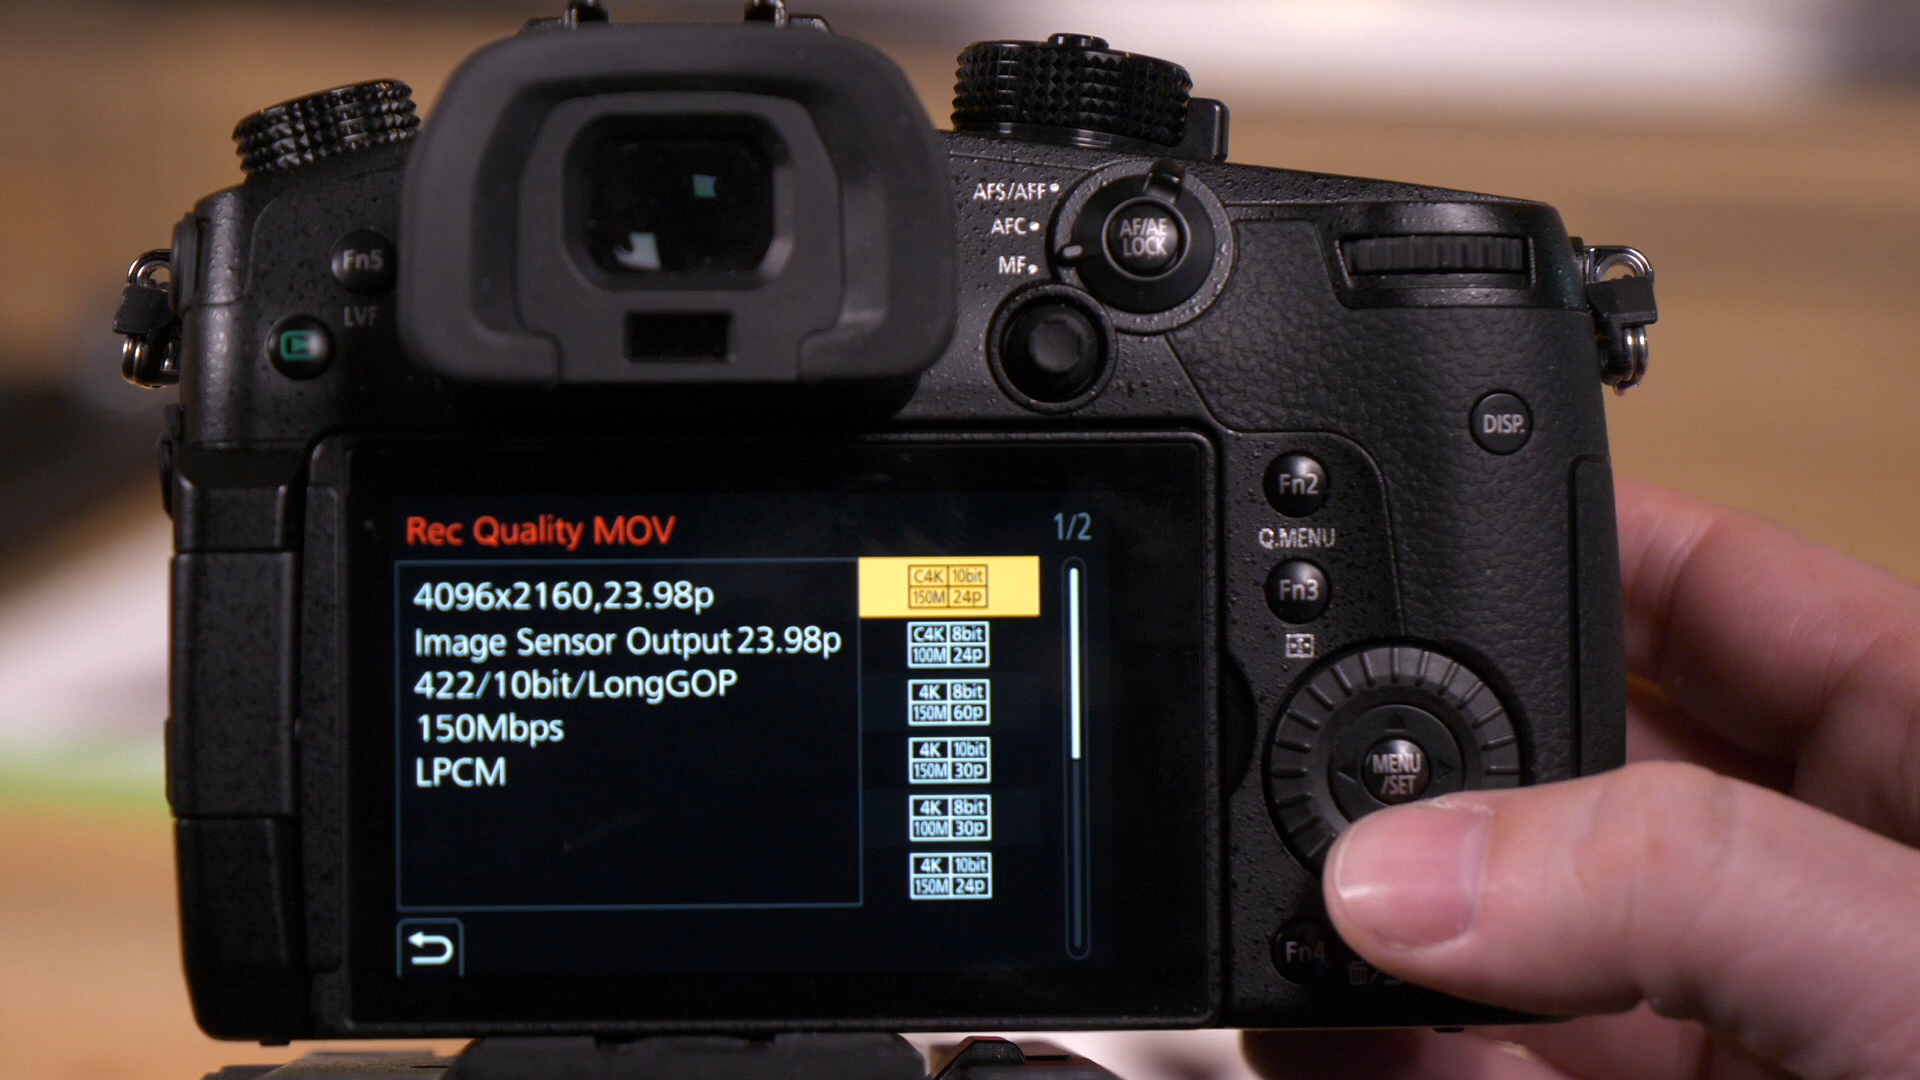 Fn5
LVF
AFS/AFF
AFC
MF
AF/AE
LOCK
DISP.
Fn2
Q.MENU
Fn3
MENU
/SET
Fn4
Rec Quality MOV
1/2
4096x2160,23.98p
Image Sensor Output 23.98p
422/10bit/LongGOP
150Mbps
LPCM
C4K 10bit
150M 24p
C4K 8bit
100M 24p
4K 8bit
150M 60p
4K 10bit
150M 30p
4K 8bit
100M 30p
4K 10bit
150M 24p